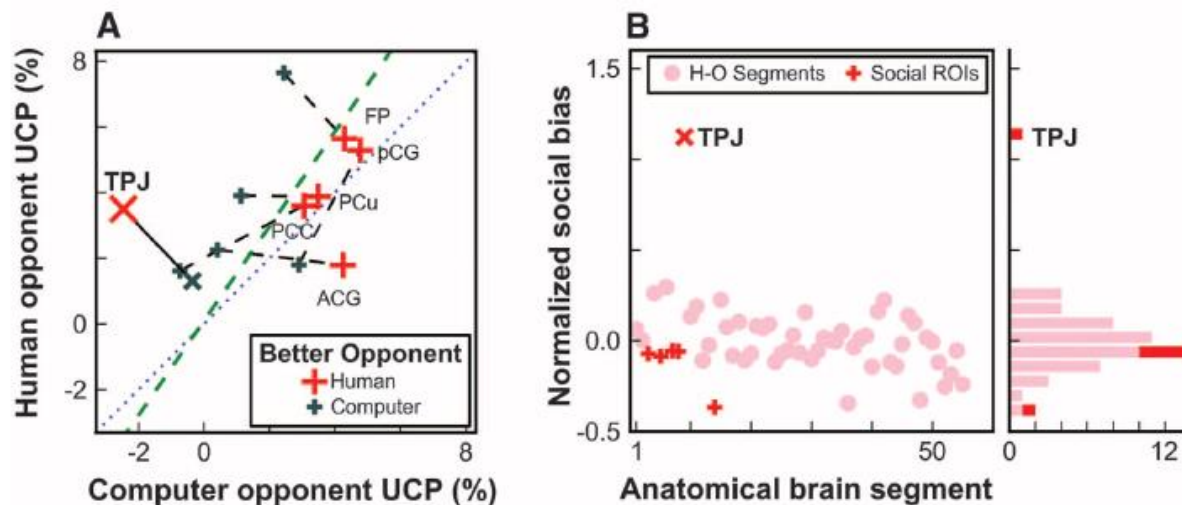 A
Human opponent UCP (%)
8
0
-2
-2
0
8
Computer opponent UCP (%)
TPJ
FP
pCG
PCu
PCC
ACG
Better Opponent
Human
Computer
B
Normalized social bias
1.5
0.0
-0.5
1
50
Anatomical brain segment
H-O Segments
Social ROIs
TPJ
TPJ
0
12